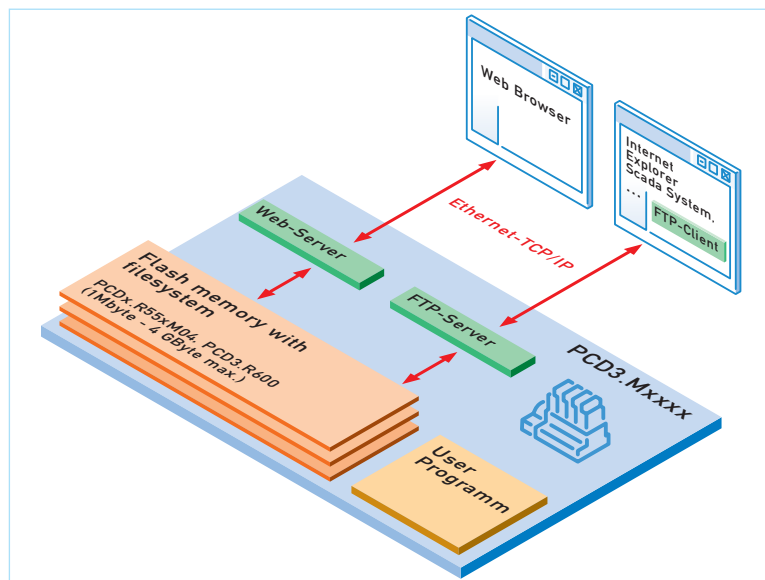 Web Browser
Internet
Explorer
Scada System,
...
FTP-Client
Ethernet-TCP/IP
Web-Server
FTP-Server
Flash memory with
filesystem
PCDx.R55xM04, PCD3.R600
(1Mbyte – 4 GByte max.)
PCD3.Mxxxx
User
Programm